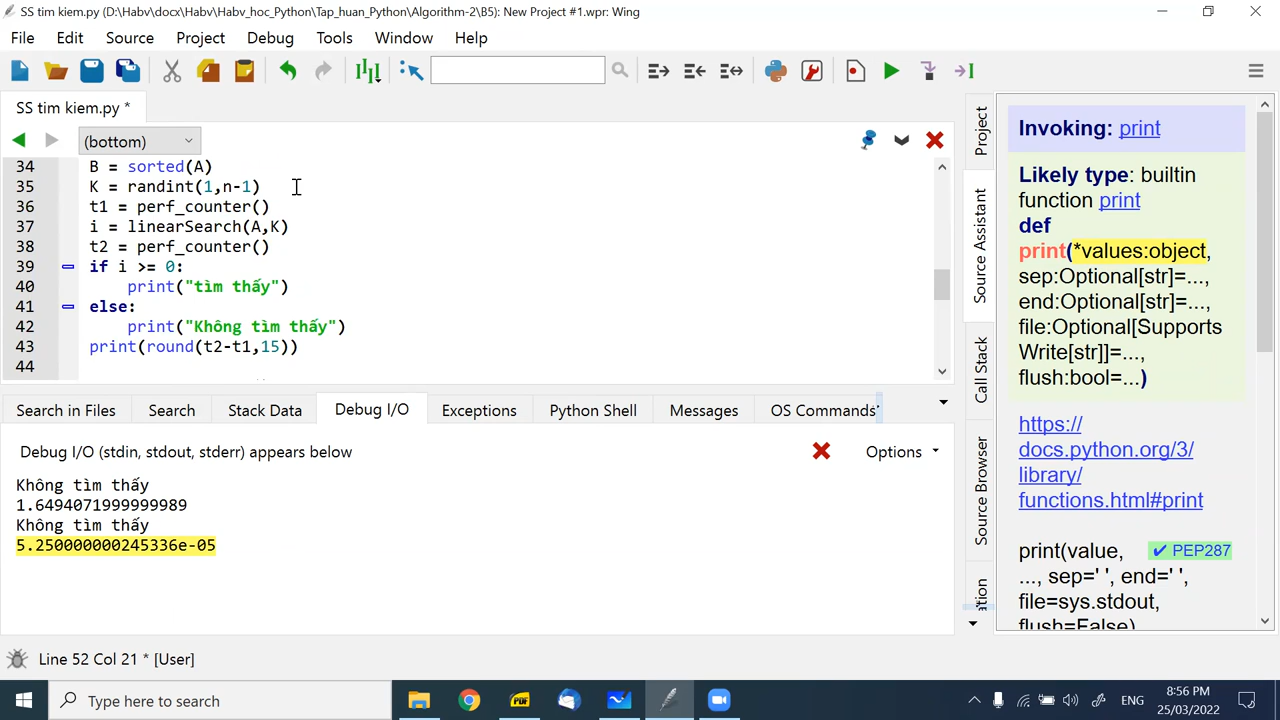 SS tim kiem.py (D:\Habv\docx\Habv\Habv_hoc_Python\Tap_huan_Python\Algorithm-2\B5): New Project #1.wpr: Wing
File Edit Source Project Debug Tools Window Help
SS tim kiem.py *
(bottom)
34 B = sorted(A)
35 K = randint(1,n-1)
36 t1 = perf_counter()
37 i = linearSearch(A,K)
38 t2 = perf_counter()
39 if i >= 0:
40 print("tìm thấy")
41 else:
42 print("Không tìm thấy")
43 print(round(t2-t1,15))
44
Search in Files Search Stack Data Debug I/O Exceptions Python Shell Messages OS Commands
Debug I/O (stdin, stdout, stderr) appears below
Options
Không tìm thấy
1.6494071999999989
Không tìm thấy
5.250000000245336e-05
Project
Source Assistant
Call Stack
Source Browser
Invoking: print
Likely type: builtin
function print
def
print(*values:object,
sep:Optional[str]=...,
end:Optional[str]=...,
file:Optional[Supports
Write[str]]=...,
flush:bool=...)
https://
docs.python.org/3/
library/
functions.html#print
print(value, ✔ PEP287
..., sep=' ', end=' ',
file=sys.stdout,
flush=False)
Line 52 Col 21 * [User]
Type here to search
PDF
ENG
8:56 PM
25/03/2022